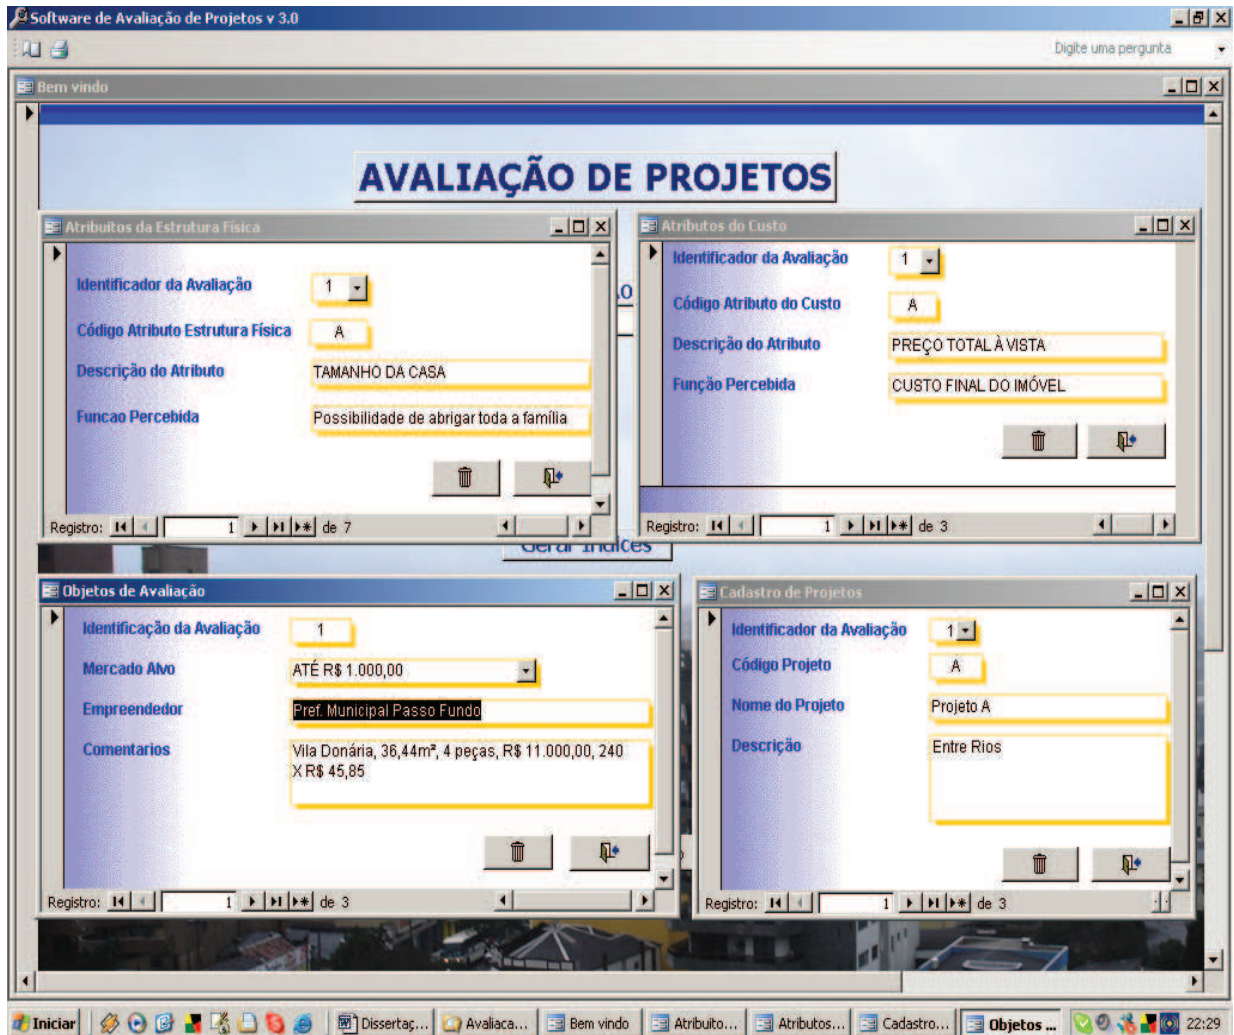 Software de Avaliação de Projetos v 3.0
Digite uma pergunta
Bem vindo
AVALIAÇÃO DE PROJETOS
Atribuitos da Estrutura Física
Identificador da Avaliação 1
Código Atributo Estrutura Física A
Descrição do Atributo TAMANHO DA CASA
Funcao Percebida Possibilidade de abrigar toda a família
Registro: 1 de 7
Atributos do Custo
Identificador da Avaliação 1
Código Atributo do Custo A
Descrição do Atributo PREÇO TOTAL À VISTA
Função Percebida CUSTO FINAL DO IMÓVEL
Registro: 1 de 3
Gerar Índices
Objetos de Avaliação
Identificação da Avaliação 1
Mercado Alvo ATÉ R$ 1.000,00
Empreendedor Pref. Municipal Passo Fundo
Comentarios Vila Donária, 36,44m², 4 peças, R$ 11.000,00, 240
X R$ 45,85
Registro: 1 de 3
Cadastro de Projetos
Identificador da Avaliação 1
Código Projeto A
Nome do Projeto Projeto A
Descrição Entre Rios
Registro: 1 de 3
Iniciar Dissertaç... Avaliaca... Bem vindo Atribuito... Atributos... Cadastro... Objetos ... 22:29